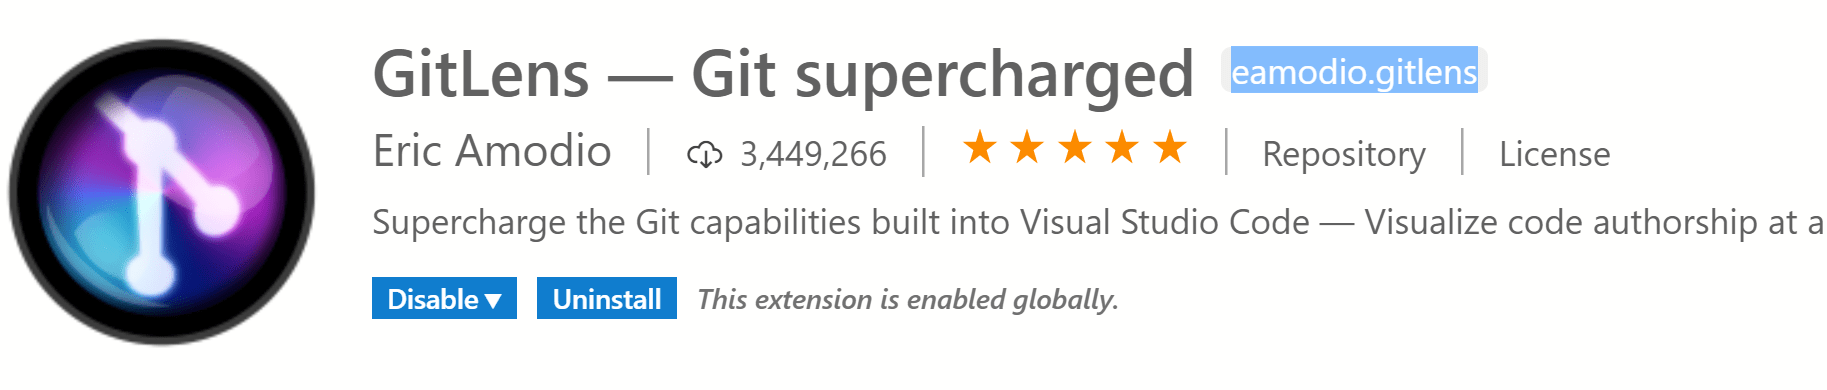 GitLens — Git supercharged eamodio.gitlens
Eric Amodio 3,449,266 Repository License
Supercharge the Git capabilities built into Visual Studio Code — Visualize code authorship at a
Disable Uninstall This extension is enabled globally.